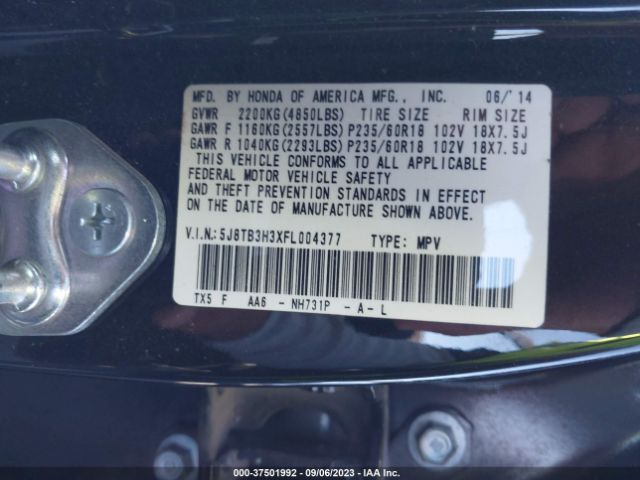 MFD. BY HONDA OF AMERICA MFG., INC. 06/'14
GVWR 2200KG(4850LBS) TIRE SIZE RIM SIZE
GAWR F 1160KG(2557LBS) P235/60R18 102V 18X7.5J
GAWR R 1040KG(2293LBS) P235/60R18 102V 18X7.5J
THIS VEHICLE CONFORMS TO ALL APPLICABLE
FEDERAL MOTOR VEHICLE SAFETY
AND THEFT PREVENTION STANDARDS IN EFFECT
ON THE DATE OF MANUFACTURE SHOWN ABOVE.
V.I.N.: 5J8TB3H3XFL004377 TYPE: MPV
TX5 F AA6 - NH731P - A - L
000-37501992 - 09/06/2023 - IAA Inc.